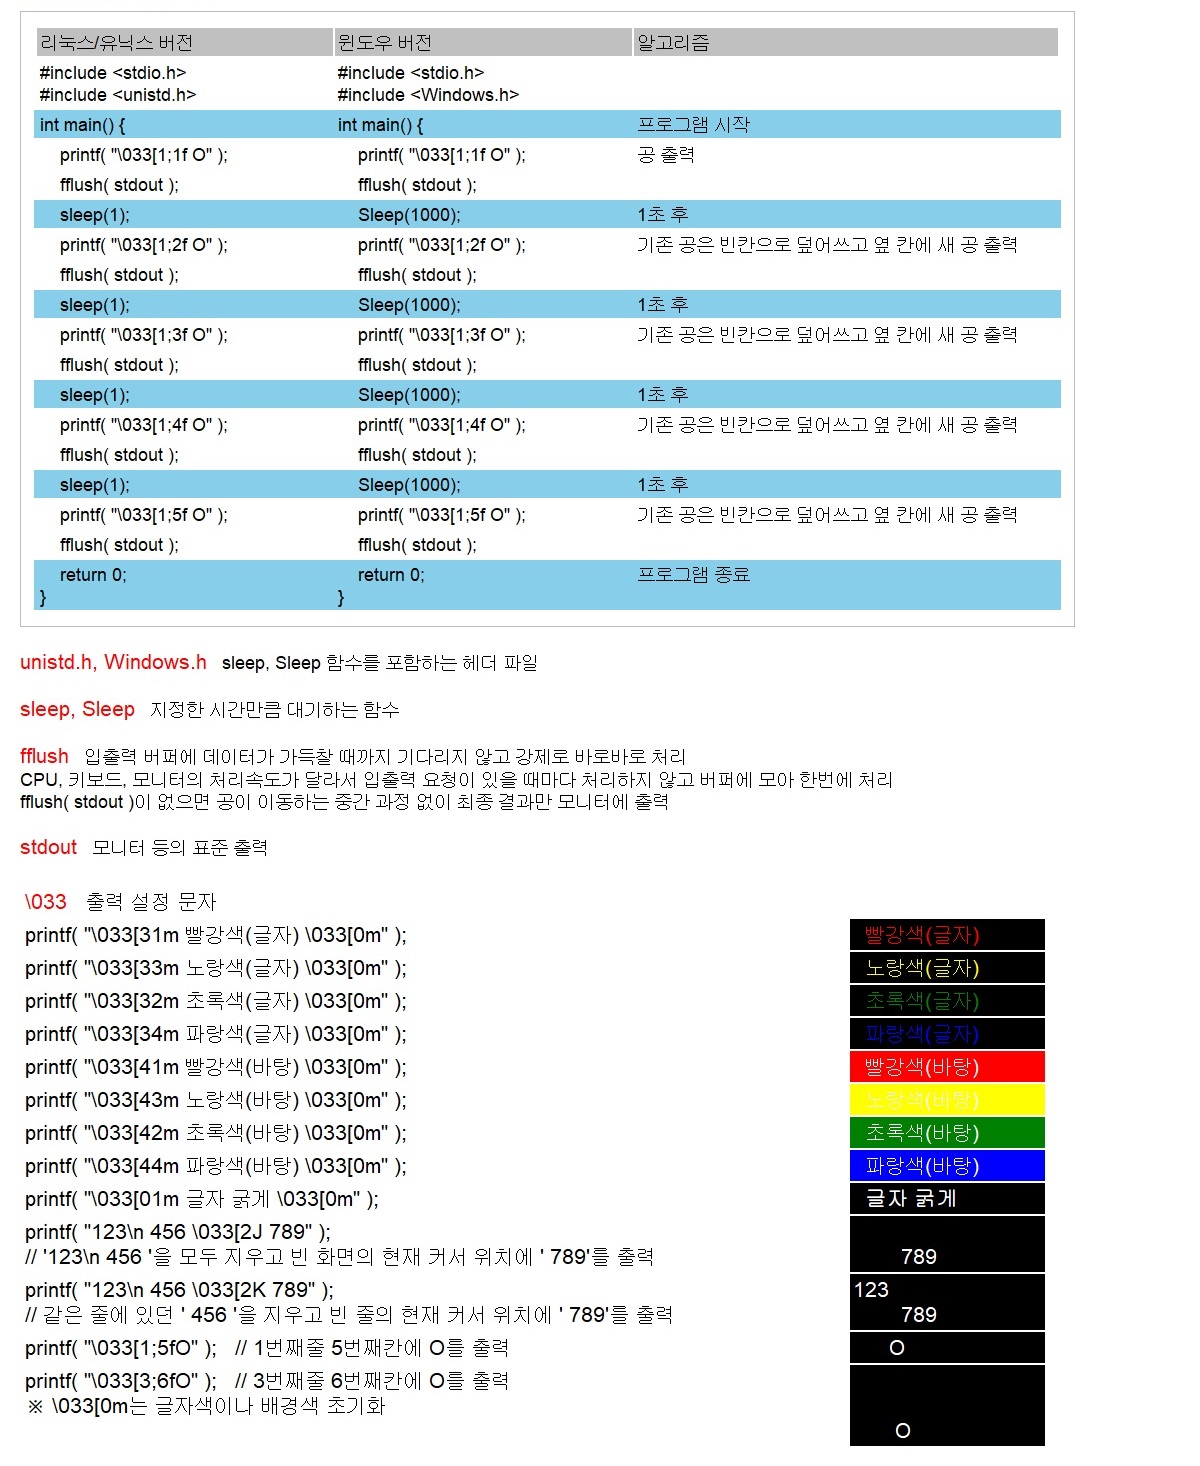 리눅스/유닉스 버전 윈도우 버전 알고리즘
#include <stdio.h> #include <stdio.h>
#include <unistd.h> #include <Windows.h>
int main() { int main() { 프로그램 시작
printf( "\033[1;1f O" ); printf( "\033[1;1f O" ); 공 출력
fflush( stdout ); fflush( stdout );
sleep(1); Sleep(1000); 1초 후
printf( "\033[1;2f O" ); printf( "\033[1;2f O" ); 기존 공은 빈칸으로 덮어쓰고 옆 칸에 새 공 출력
fflush( stdout ); fflush( stdout );
sleep(1); Sleep(1000); 1초 후
printf( "\033[1;3f O" ); printf( "\033[1;3f O" ); 기존 공은 빈칸으로 덮어쓰고 옆 칸에 새 공 출력
fflush( stdout ); fflush( stdout );
sleep(1); Sleep(1000); 1초 후
printf( "\033[1;4f O" ); printf( "\033[1;4f O" ); 기존 공은 빈칸으로 덮어쓰고 옆 칸에 새 공 출력
fflush( stdout ); fflush( stdout );
sleep(1); Sleep(1000); 1초 후
printf( "\033[1;5f O" ); printf( "\033[1;5f O" ); 기존 공은 빈칸으로 덮어쓰고 옆 칸에 새 공 출력
fflush( stdout ); fflush( stdout );
return 0; return 0; 프로그램 종료
} }
unistd.h, Windows.h sleep, Sleep 함수를 포함하는 헤더 파일
sleep, Sleep 지정한 시간만큼 대기하는 함수
fflush 입출력 버퍼에 데이터가 가득찰 때까지 기다리지 않고 강제로 바로바로 처리
CPU, 키보드, 모니터의 처리속도가 달라서 입출력 요청이 있을 때마다 처리하지 않고 버퍼에 모아 한번에 처리
fflush( stdout )이 없으면 공이 이동하는 중간 과정 없이 최종 결과만 모니터에 출력
stdout 모니터 등의 표준 출력
\033 출력 설정 문자
printf( "\033[31m 빨강색(글자) \033[0m" ); 빨강색(글자)
printf( "\033[33m 노랑색(글자) \033[0m" ); 노랑색(글자)
printf( "\033[32m 초록색(글자) \033[0m" ); 초록색(글자)
printf( "\033[34m 파랑색(글자) \033[0m" ); 파랑색(글자)
printf( "\033[41m 빨강색(바탕) \033[0m" ); 빨강색(바탕)
printf( "\033[43m 노랑색(바탕) \033[0m" ); 노랑색(바탕)
printf( "\033[42m 초록색(바탕) \033[0m" ); 초록색(바탕)
printf( "\033[44m 파랑색(바탕) \033[0m" ); 파랑색(바탕)
printf( "\033[01m 글자 굵게 \033[0m" ); 글자 굵게
printf( "123\n 456 \033[2J 789" );
// '123\n 456 '을 모두 지우고 빈 화면의 현재 커서 위치에 ' 789'를 출력 789
printf( "123\n 456 \033[2K 789" ); 123
// 같은 줄에 있던 ' 456 '을 지우고 빈 줄의 현재 커서 위치에 ' 789'를 출력 789
printf( "\033[1;5fO" ); // 1번째줄 5번째칸에 O를 출력 O
printf( "\033[3;6fO" ); // 3번째줄 6번째칸에 O를 출력
※ \033[0m는 글자색이나 배경색 초기화
O